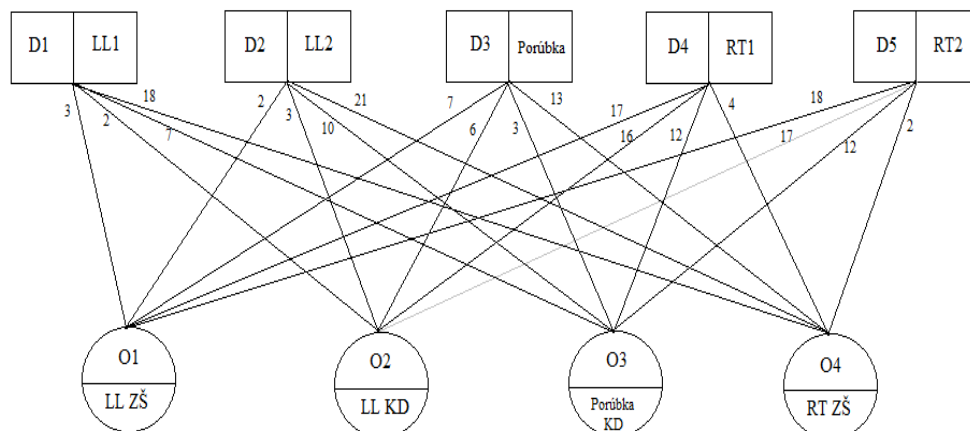 D1 LL1 D2 LL2 D3 Porúbka D4 RT1 D5 RT2
3 2 7 18 2 3 10 21 7 6 3 13 17 16 12 4 18 17 12 2
O1 O2 O3 O4
LL ZŠ LL KD Porúbka RT ZŠ
KD